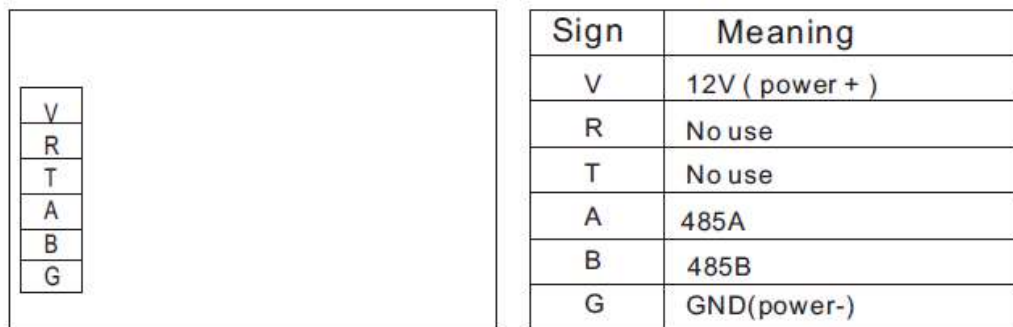 V
R
T
A
B
G
Sign Meaning
V 12V ( power + )
R No use
T No use
A 485A
B 485B
G GND(power-)